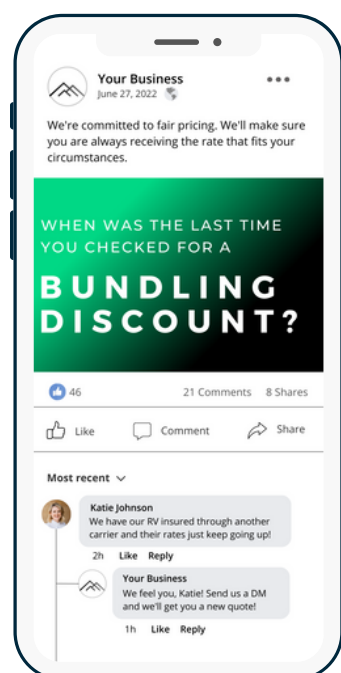 Your Business
June 27, 2022
We're committed to fair pricing. We'll make sure
you are always receiving the rate that fits your
circumstances.
WHEN WAS THE LAST TIME
YOU CHECKED FOR A
BUNDLING
DISCOUNT?
46 21 Comments 8 Shares
Like Comment Share
Most recent
Katie Johnson
We have our RV insured through another
carrier and their rates just keep going up!
2h Like Reply
Your Business
We feel you, Katie! Send us a DM
and we'll get you a new quote!
1h Like Reply